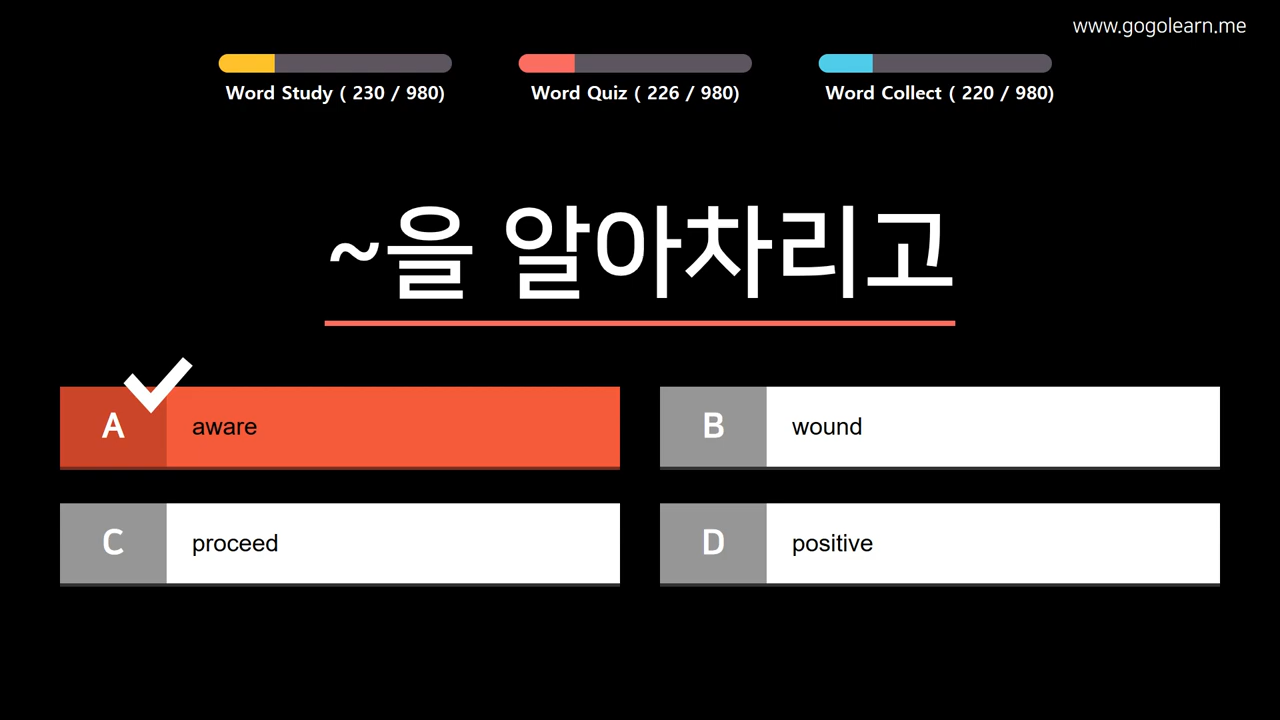 www.gogolearn.me
Word Study ( 230 / 980)
Word Quiz ( 226 / 980)
Word Collect ( 220 / 980)
~을 알아차리고
A aware
B wound
C proceed
D positive